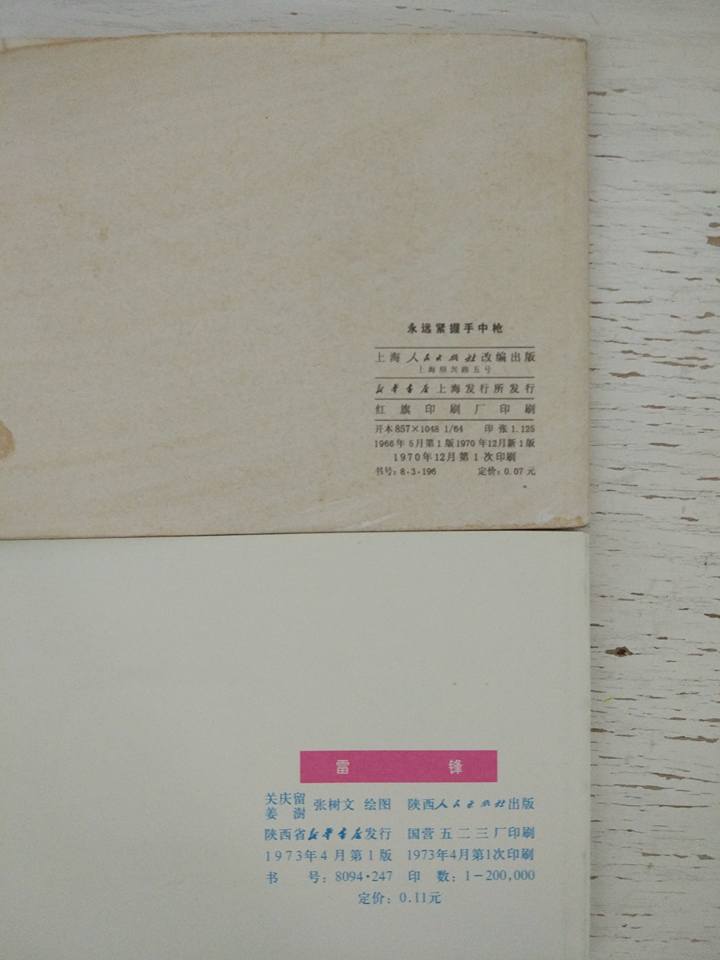 永远紧握手中枪
上海人民出版社改编出版
上海绍兴路五号
新华书店上海发行所发行
红旗印刷厂印刷
开本857×1048 1/64 印张1.125
1966年5月第1版1970年12月新1版
1970年12月第1次印刷
书号：8·3·196 定价：0.07元
雷锋
关庆留
姜澍 张树文 绘图 陕西人民出版社出版
陕西省新华书店发行 国营五二三厂印刷
1973年4月第1版 1973年4月第1次印刷
书号：8094·247 印数：1—200,000
定价：0.11元